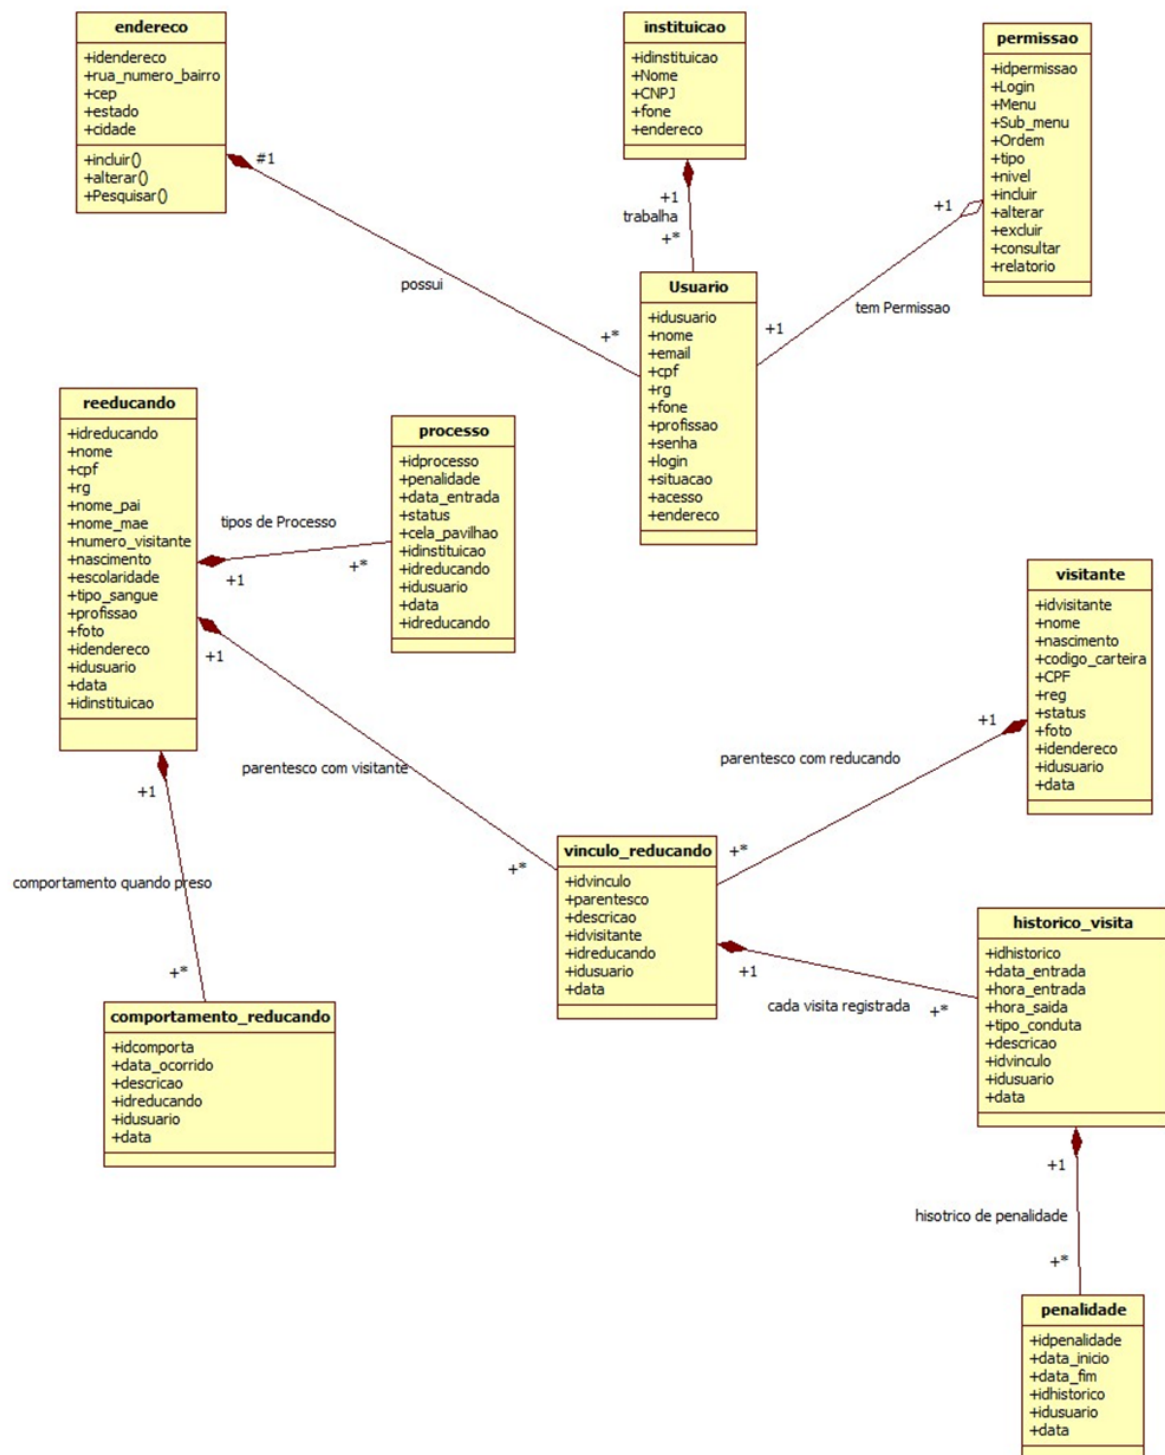 endereco
+idendereco
+rua_numero_bairro
+cep
+estado
+cidade
+incluir()
+alterar()
+Pesquisar()
instituicao
+idinstituicao
+Nome
+CNPJ
+fone
+endereco
permissao
+idpermissao
+Login
+Menu
+Sub_menu
+Ordem
+tipo
+nivel
+incluir
+alterar
+excluir
+consultar
+relatorio
#1
possui
+*
+1
trabalha
+*
+1
tem Permissao
+1
Usuario
+idusuario
+nome
+email
+cpf
+rg
+fone
+profissao
+senha
+login
+situacao
+acesso
+endereco
reeducando
+idreducando
+nome
+cpf
+rg
+nome_pai
+nome_mae
+numero_visitante
+nascimento
+escolaridade
+tipo_sangue
+profissao
+foto
+idendereco
+idusuario
+data
+idinstituicao
tipos de Processo
+1
+*
processo
+idprocesso
+penalidade
+data_entrada
+status
+cela_pavilhao
+idinstituicao
+idreducando
+idusuario
+data
+idreducando
visitante
+idvisitante
+nome
+nascimento
+codigo_carteira
+CPF
+reg
+status
+foto
+idendereco
+idusuario
+data
+1
parentesco com visitante
+*
+1
parentesco com reducando
+*
+1
comportamento quando preso
+*
vinculo_reducando
+idvinculo
+parentesco
+descricao
+idvisitante
+idreducando
+idusuario
+data
+1
cada visita registrada
+*
historico_visita
+idhistorico
+data_entrada
+hora_entrada
+hora_saida
+tipo_conduta
+descricao
+idvinculo
+idusuario
+data
comportamento_reducando
+idcomporta
+data_ocorrido
+descricao
+idreducando
+idusuario
+data
+1
hisotrico de penalidade
+*
penalidade
+idpenalidade
+data_inicio
+data_fim
+idhistorico
+idusuario
+data